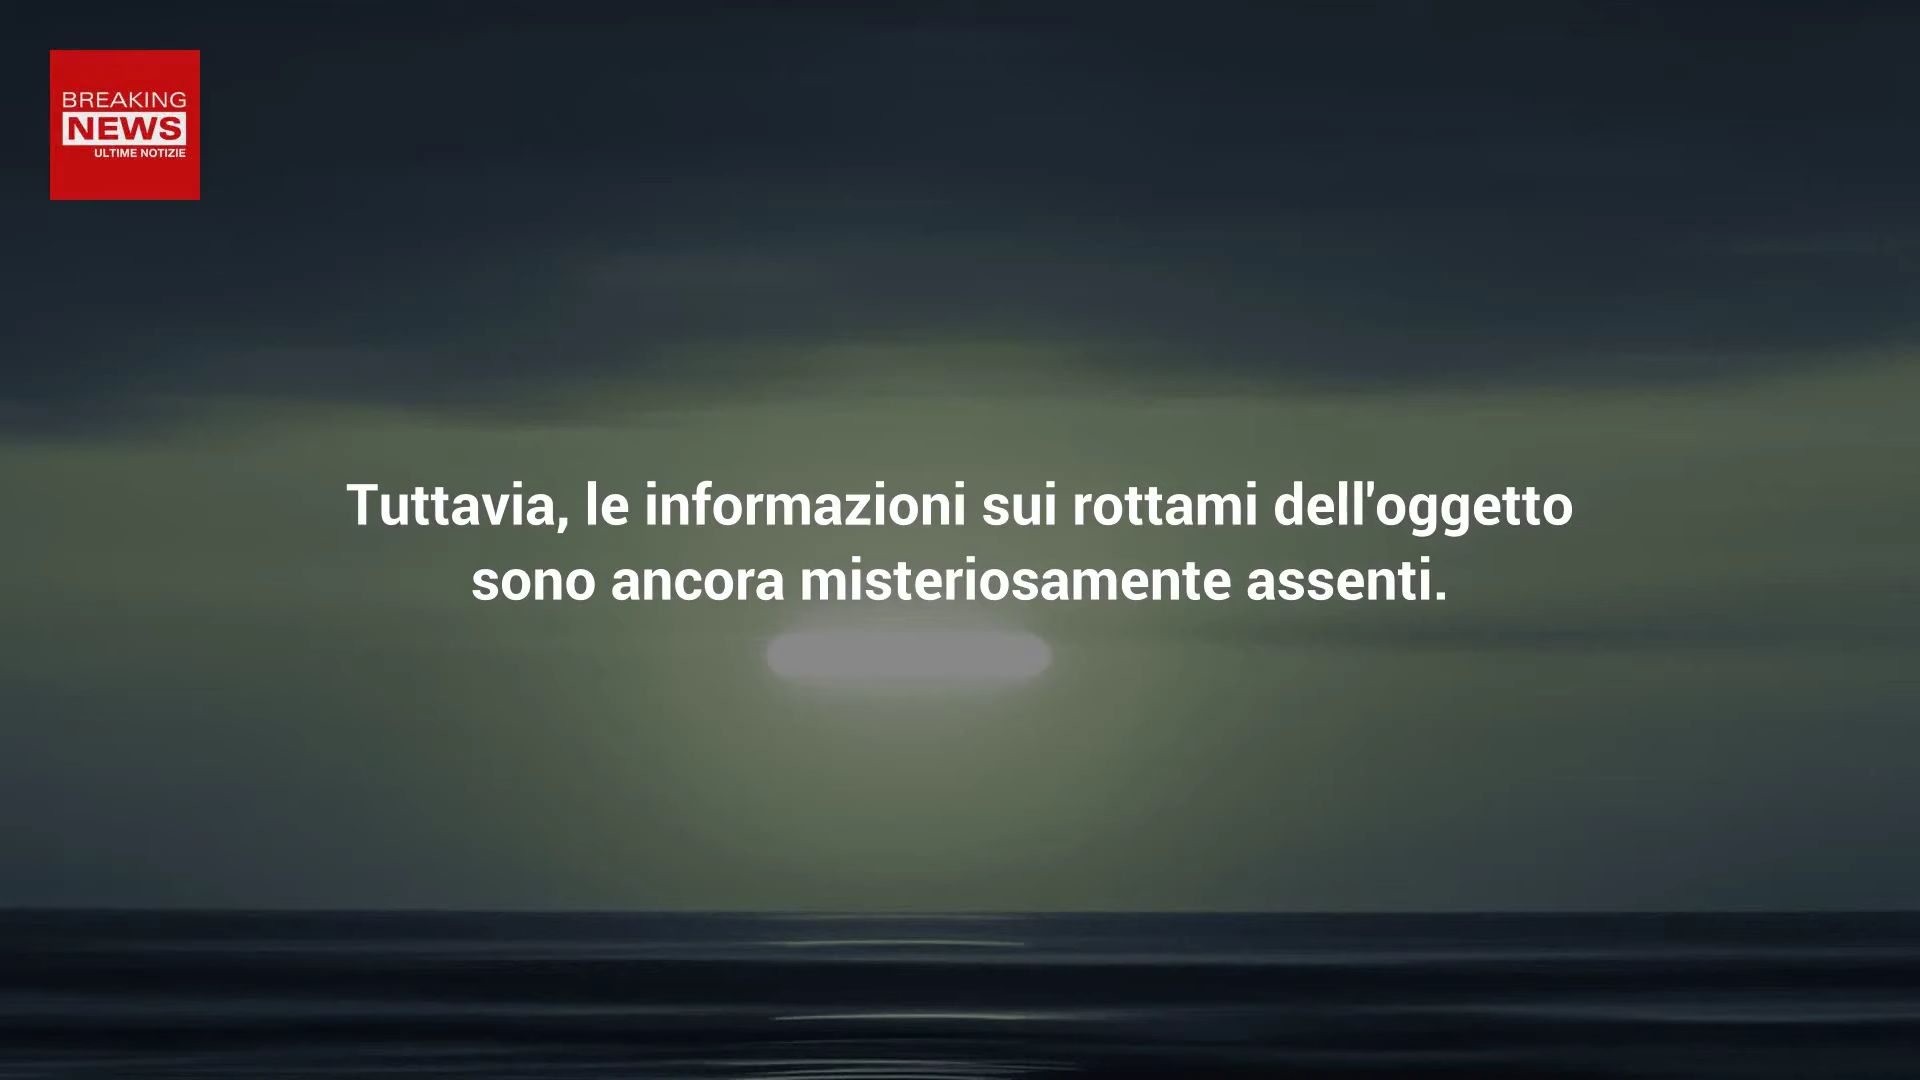 BREAKING
NEWS
ULTIME NOTIZIE
Tuttavia, le informazioni sui rottami dell'oggetto
sono ancora misteriosamente assenti.